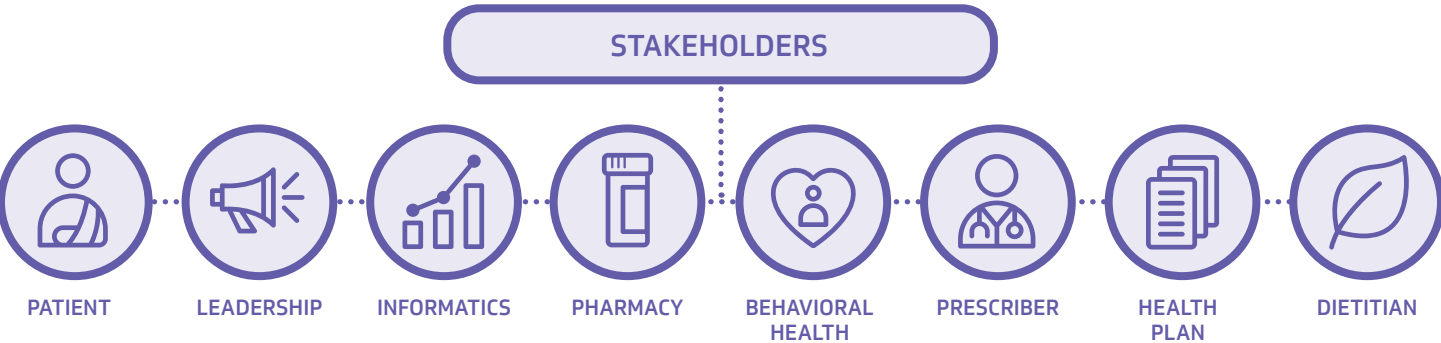 STAKEHOLDERS
PATIENT
LEADERSHIP
INFORMATICS
PHARMACY
BEHAVIORAL
HEALTH
PRESCRIBER
HEALTH
PLAN
DIETITIAN